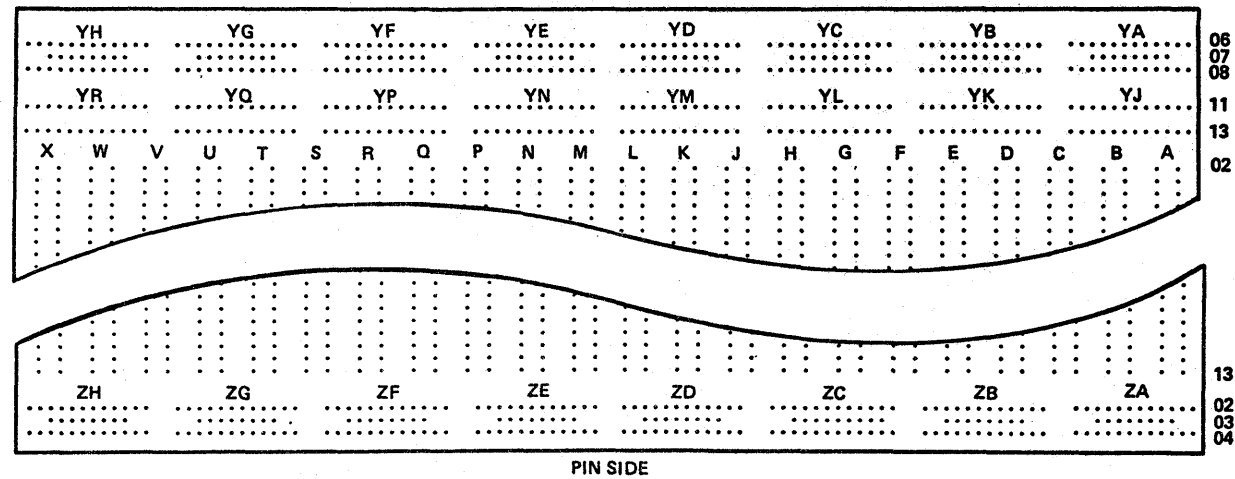 YH YG YF YE YD YC YB YA
06
07
08
YR YQ YP YN YM YL YK YJ 11
13
X W V U T S R Q P N M L K J H G F E D C B A 02
13
ZH ZG ZF ZE ZD ZC ZB ZA
02
03
04
PIN SIDE